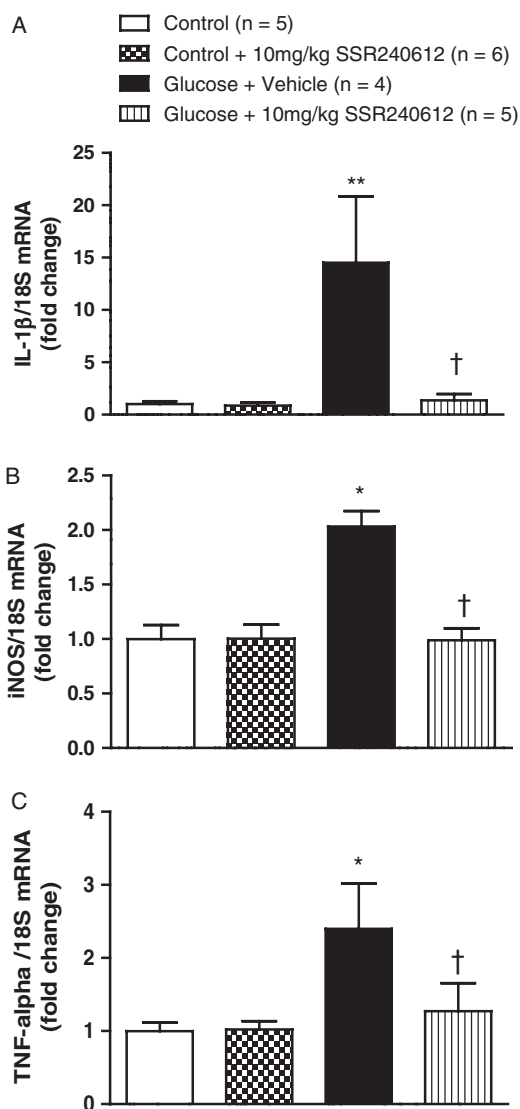 A
Control (n = 5)
Control + 10mg/kg SSR240612 (n = 6)
Glucose + Vehicle (n = 4)
Glucose + 10mg/kg SSR240612 (n = 5)
IL-1β/18S mRNA
(fold change)
25
20
15
10
5
0
**
†
B
iNOS/18S mRNA
(fold change)
2.5
2.0
1.5
1.0
0.5
0.0
*
†
C
TNF-alpha /18S mRNA
(fold change)
4
3
2
1
0
*
†